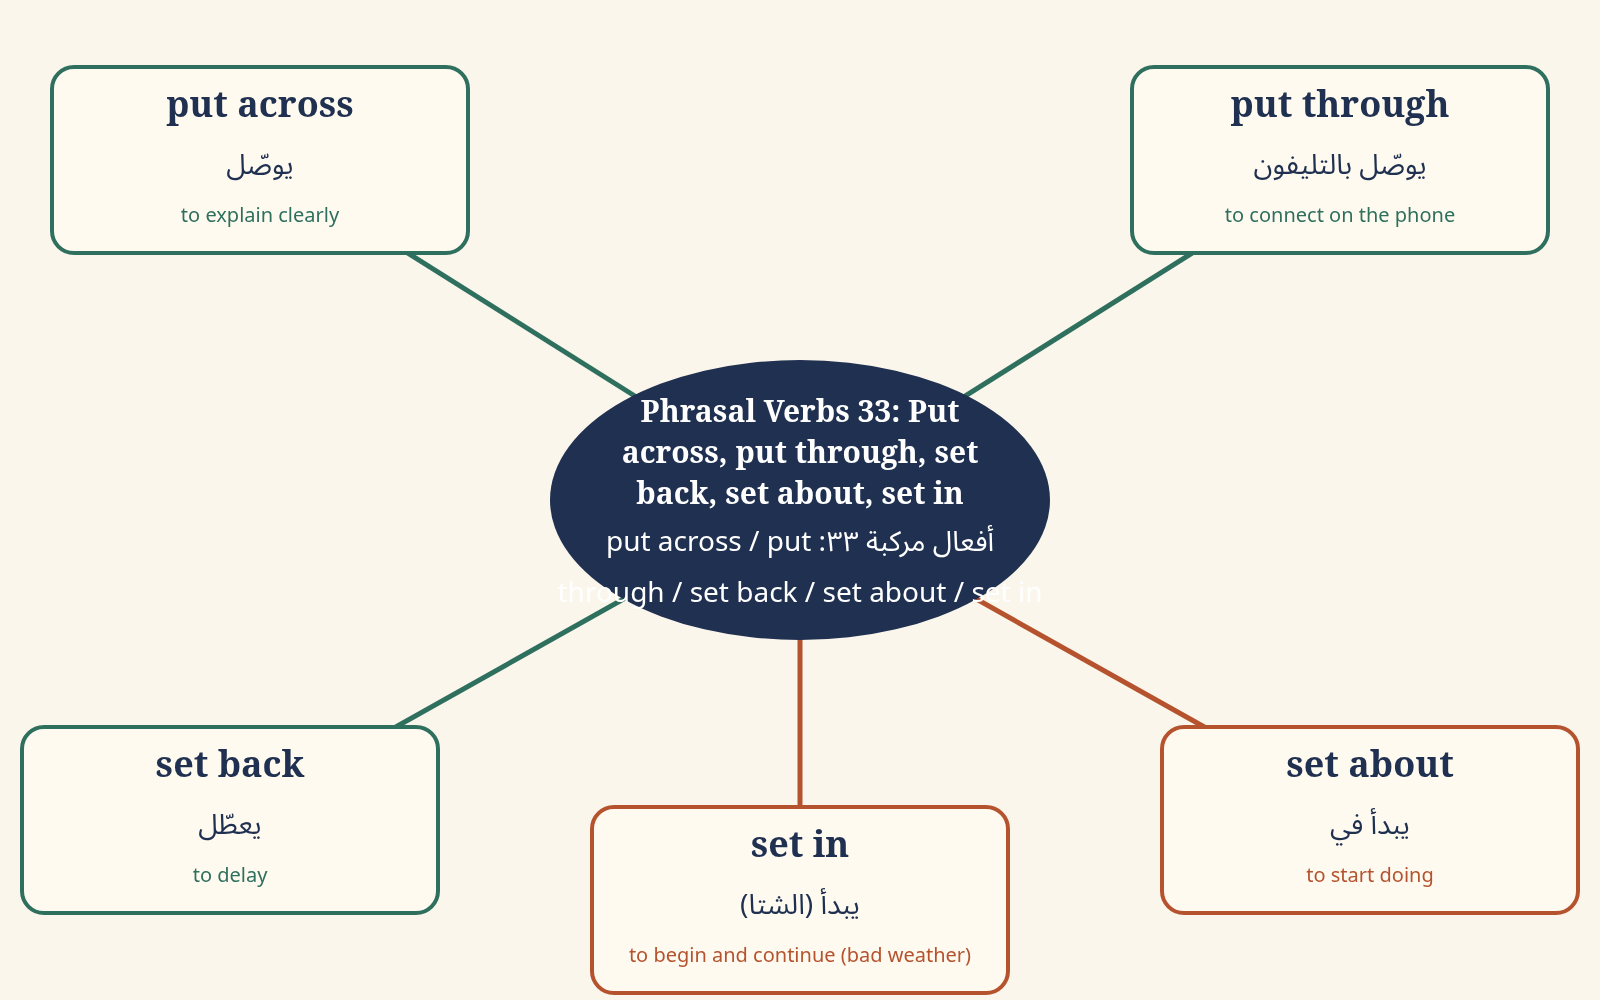 put across
يوصّل
to explain clearly
put through
يوصّل بالتليفون
to connect on the phone
Phrasal Verbs 33: Put
across, put through, set
back, set about, set in
أفعال مركبة ٣٣: put across / put
through / set back / set about / set in
set back
يعطّل
to delay
set in
يبدأ (الشتا)
to begin and continue (bad weather)
set about
يبدأ في
to start doing